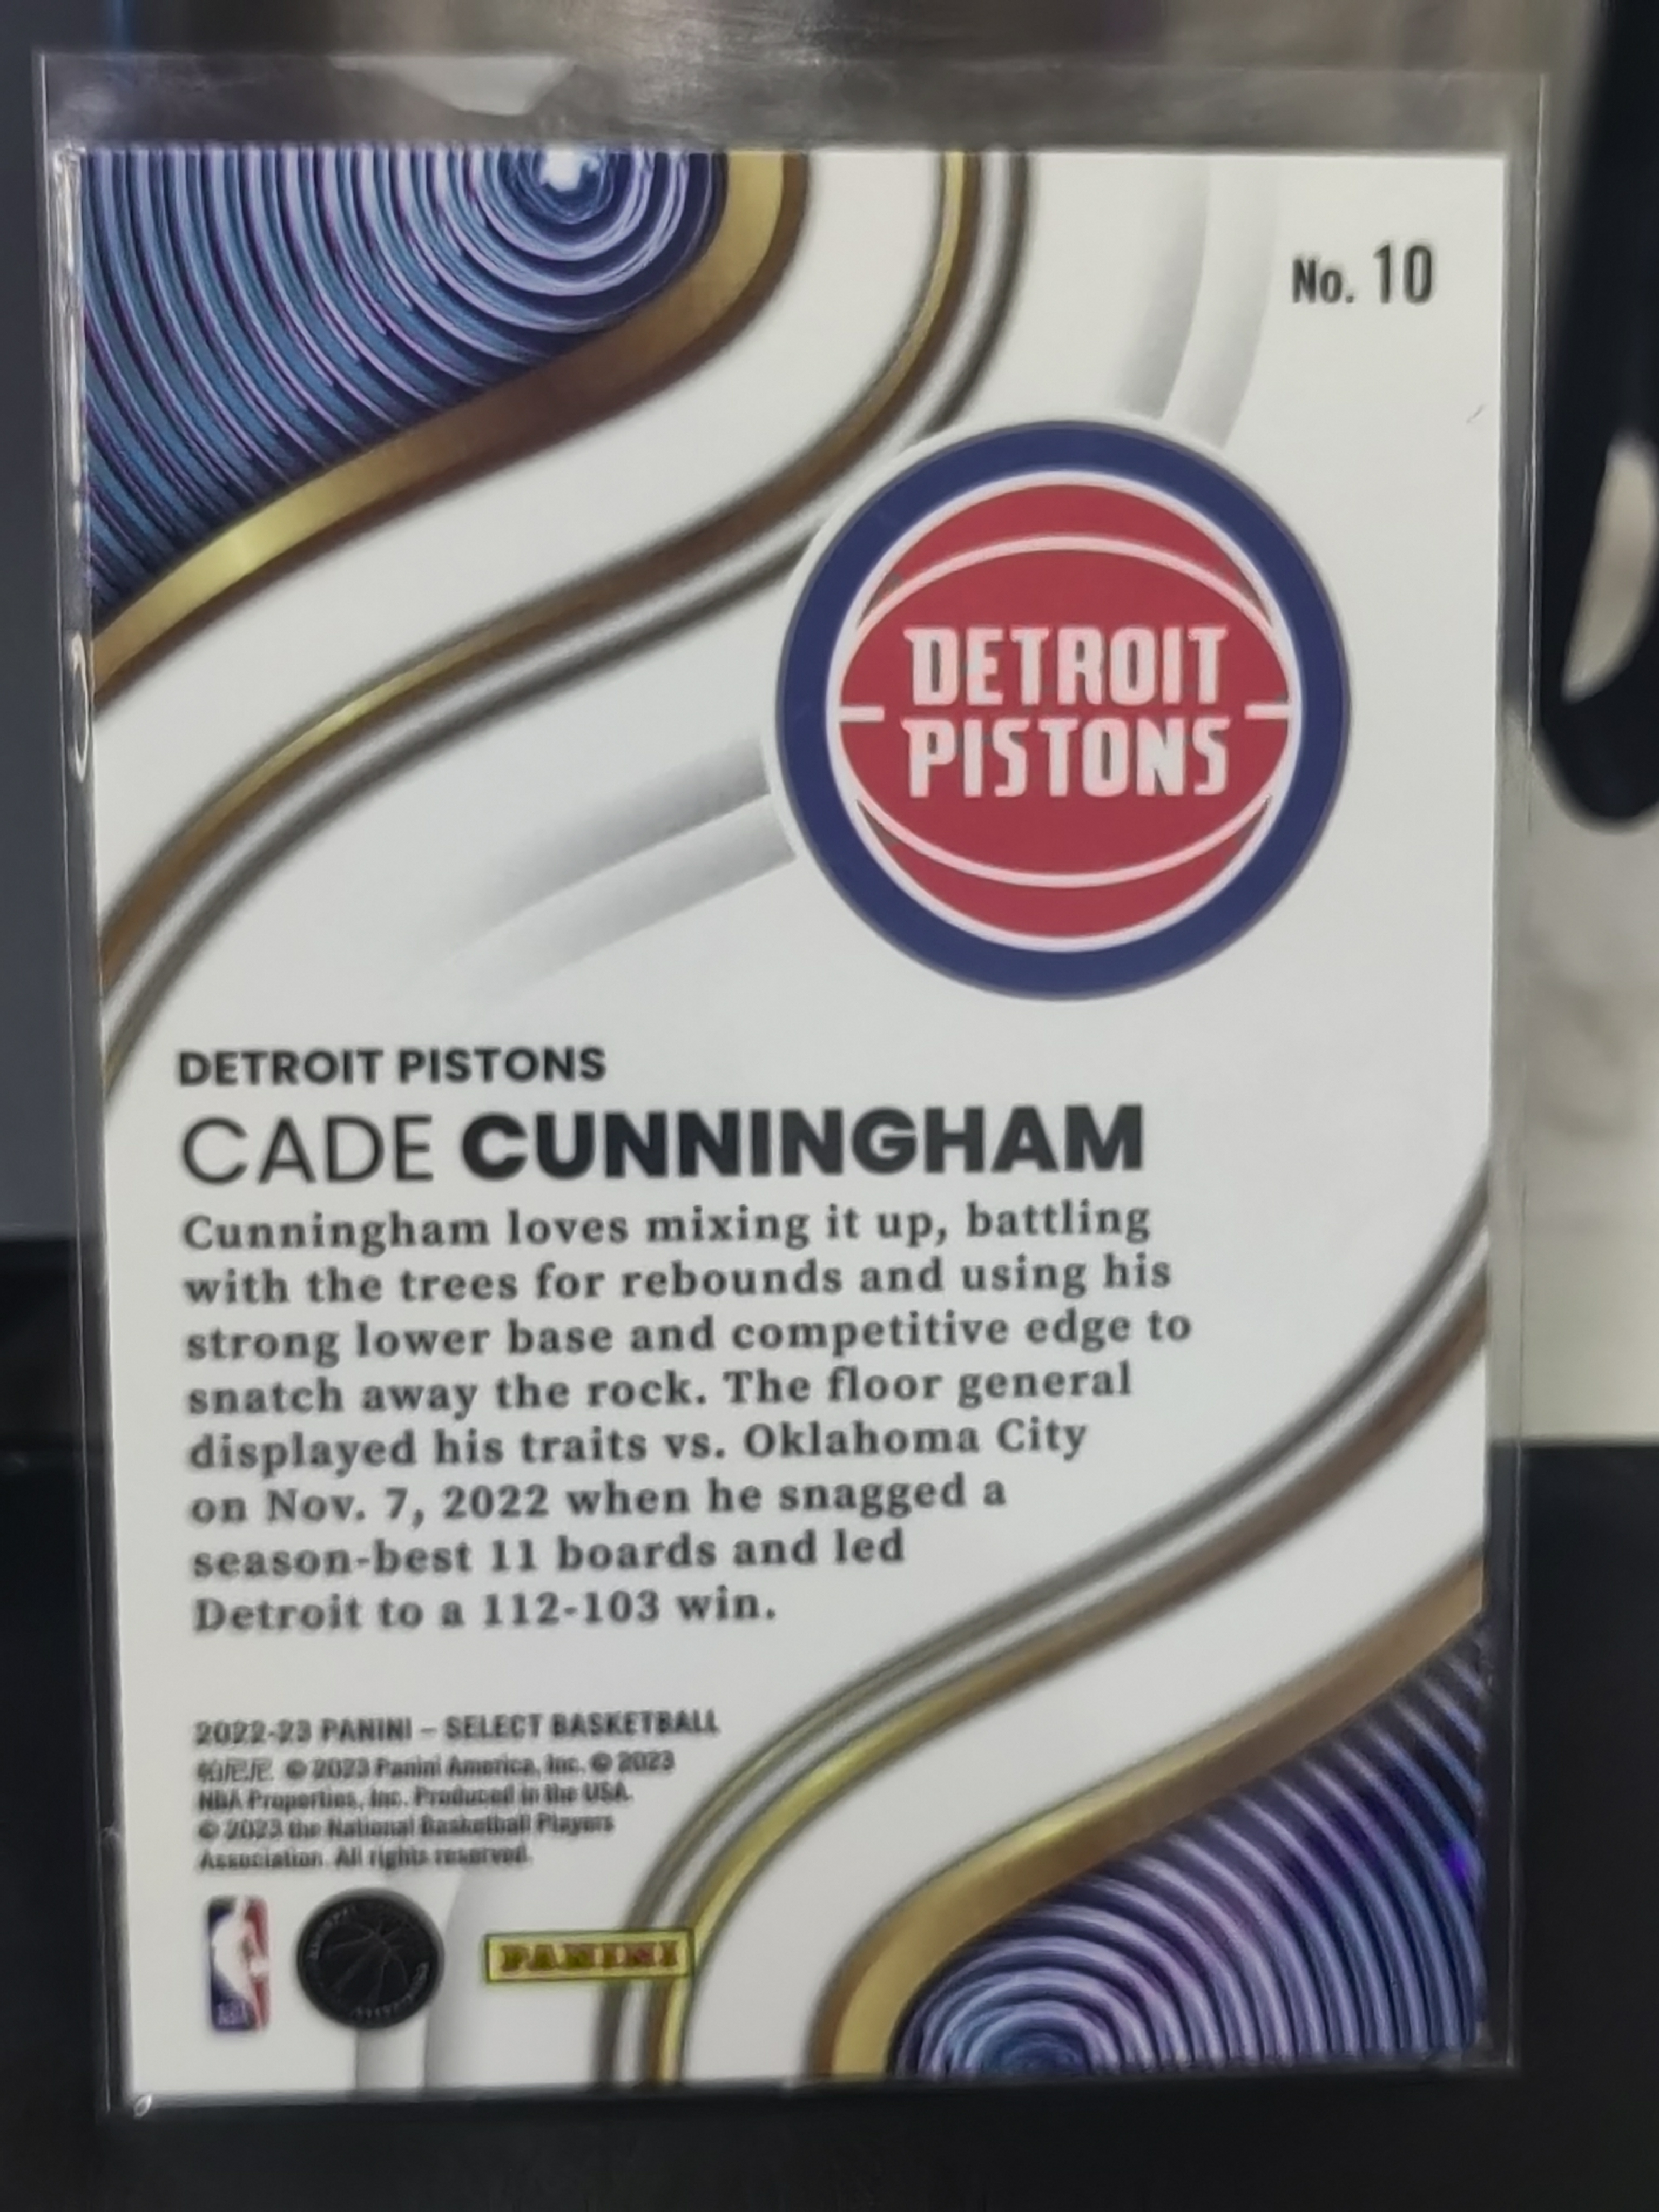 No. 10
DETROIT
PISTONS
DETROIT PISTONS
CADE CUNNINGHAM
Cunningham loves mixing it up, battling
with the trees for rebounds and using his
strong lower base and competitive edge to
snatch away the rock. The floor general
displayed his traits vs. Oklahoma City
on Nov. 7, 2022 when he snagged a
season-best 11 boards and led
Detroit to a 112-103 win.
2022-23 PANINI – SELECT BASKETBALL
帕尼尼. © 2023 Panini America, Inc. © 2023
NBA Properties, Inc. Produced in the USA.
© 2023 the National Basketball Players
Association. All rights reserved.
NBA
PANINI